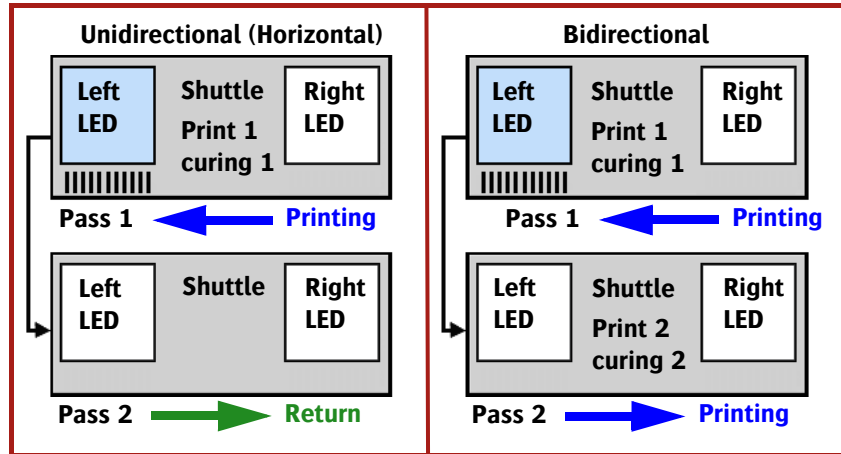 Unidirectional (Horizontal)
Left
LED
Shuttle
Print 1
curing 1
Right
LED
Pass 1
Printing
Left
LED
Shuttle
Right
LED
Pass 2
Return
Bidirectional
Left
LED
Shuttle
Print 1
curing 1
Right
LED
Pass 1
Printing
Left
LED
Shuttle
Print 2
curing 2
Right
LED
Pass 2
Printing